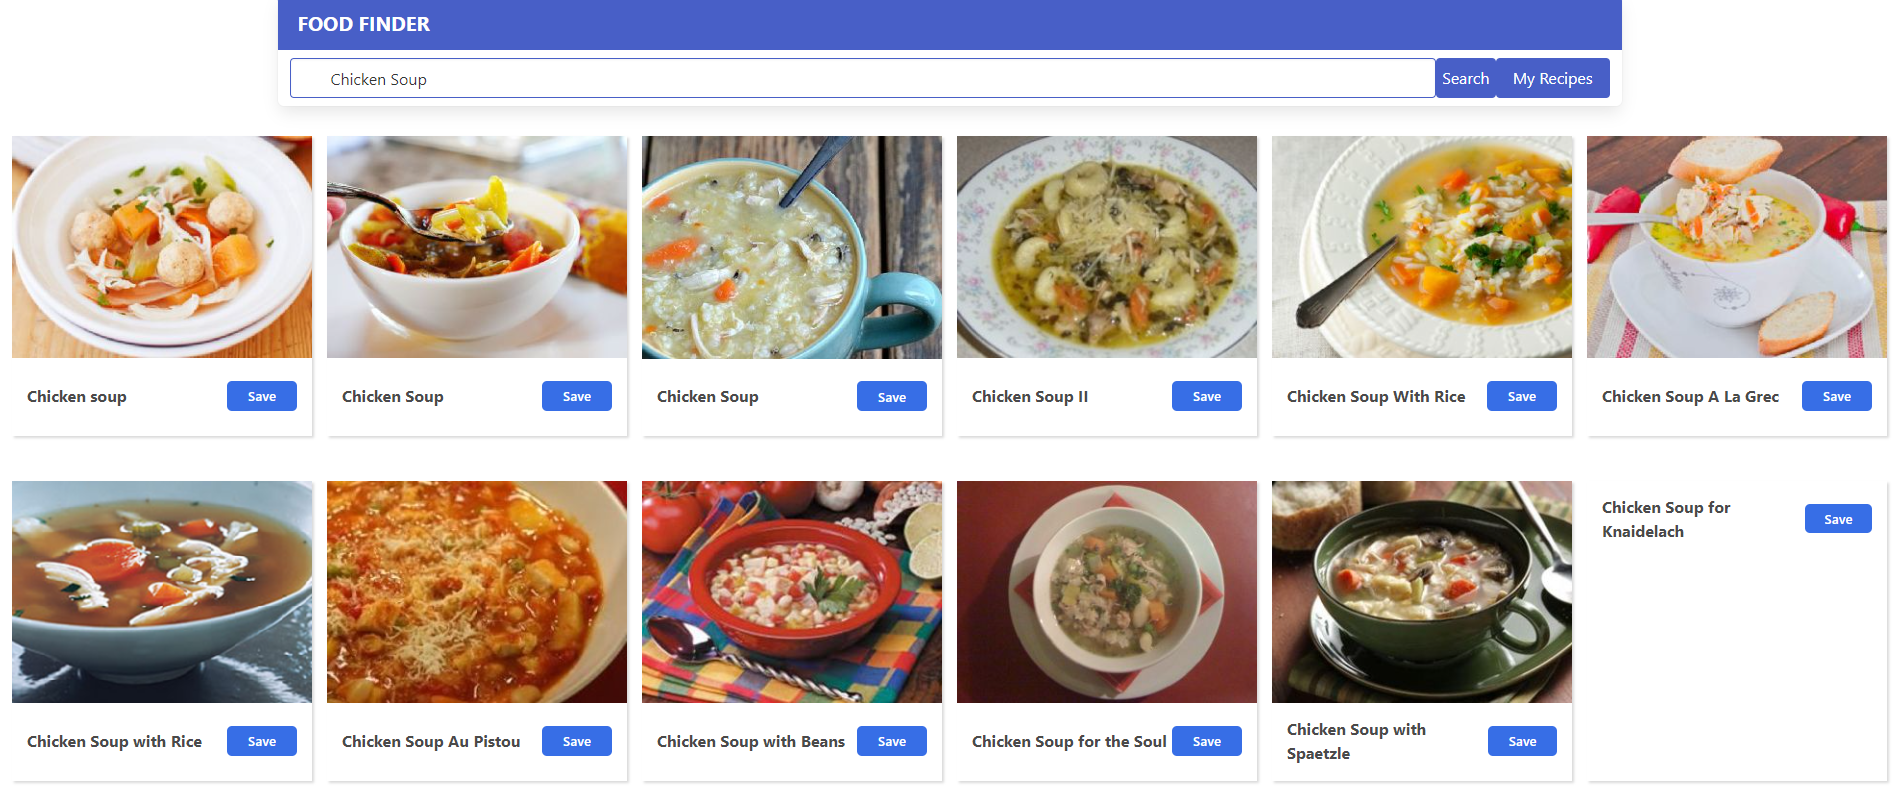 FOOD FINDER
Chicken Soup
Search
My Recipes
Chicken soup
Save
Chicken Soup
Save
Chicken Soup
Save
Chicken Soup II
Save
Chicken Soup With Rice
Save
Chicken Soup A La Grec
Save
Chicken Soup with Rice
Save
Chicken Soup Au Pistou
Save
Chicken Soup with Beans
Save
Chicken Soup for the Soul
Save
Chicken Soup with
Spaetzle
Save
Chicken Soup for
Knaidelach
Save